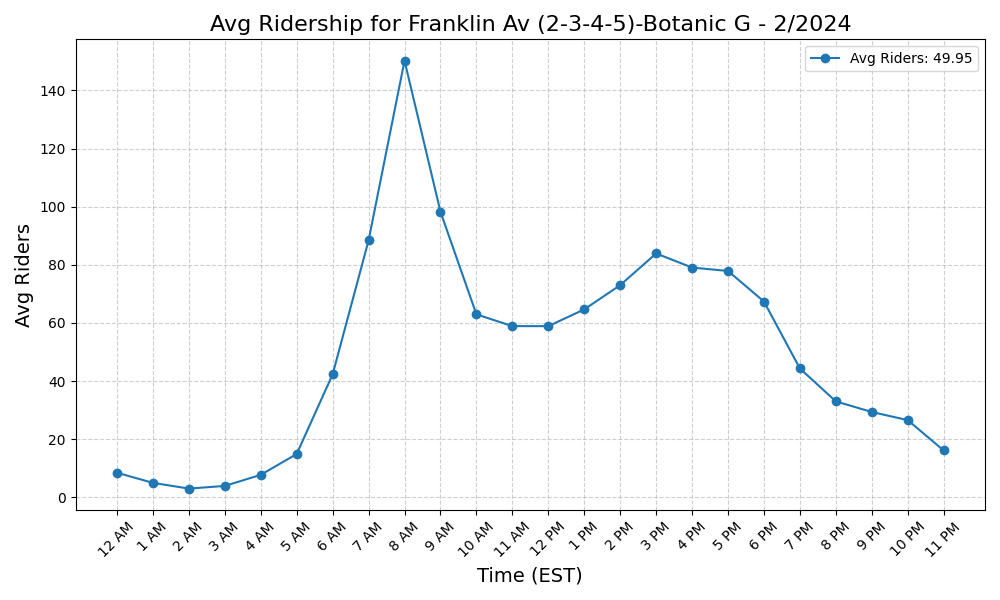 Avg Ridership for Franklin Av (2-3-4-5)-Botanic G - 2/2024
Avg Riders: 49.95
Avg Riders
140
120
100
80
60
40
20
0
12 AM
1 AM
2 AM
3 AM
4 AM
5 AM
6 AM
7 AM
8 AM
9 AM
10 AM
11 AM
12 PM
1 PM
2 PM
3 PM
4 PM
5 PM
6 PM
7 PM
8 PM
9 PM
10 PM
11 PM
Time (EST)